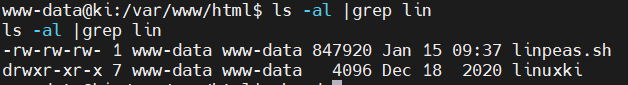 www-data@ki:/var/www/html$ ls -al |grep lin
ls -al |grep lin
-rw-rw-rw- 1 www-data www-data 847920 Jan 15 09:37 linpeas.sh
drwxr-xr-x 7 www-data www-data   4096 Dec 18  2020 linuxki